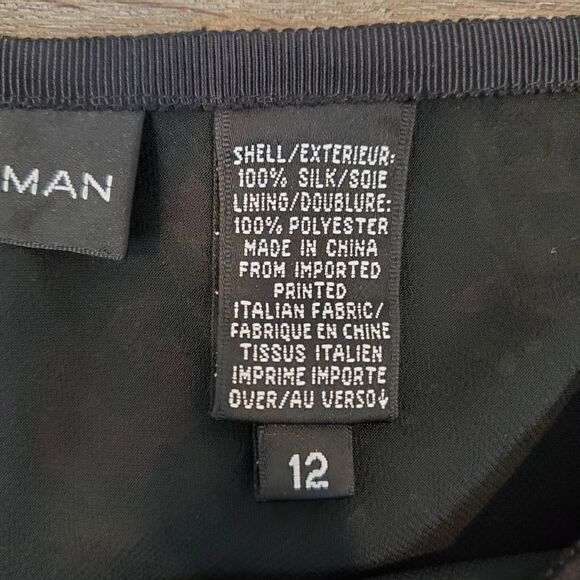 MAN
SHELL/EXTERIEUR:
100% SILK/SOIE
LINING/DOUBLURE:
100% POLYESTER
MADE IN CHINA
FROM IMPORTED
PRINTED
ITALIAN FABRIC/
FABRIQUE EN CHINE
TISSUS ITALIEN
IMPRIME IMPORTE
OVER/AU VERSO↓
12